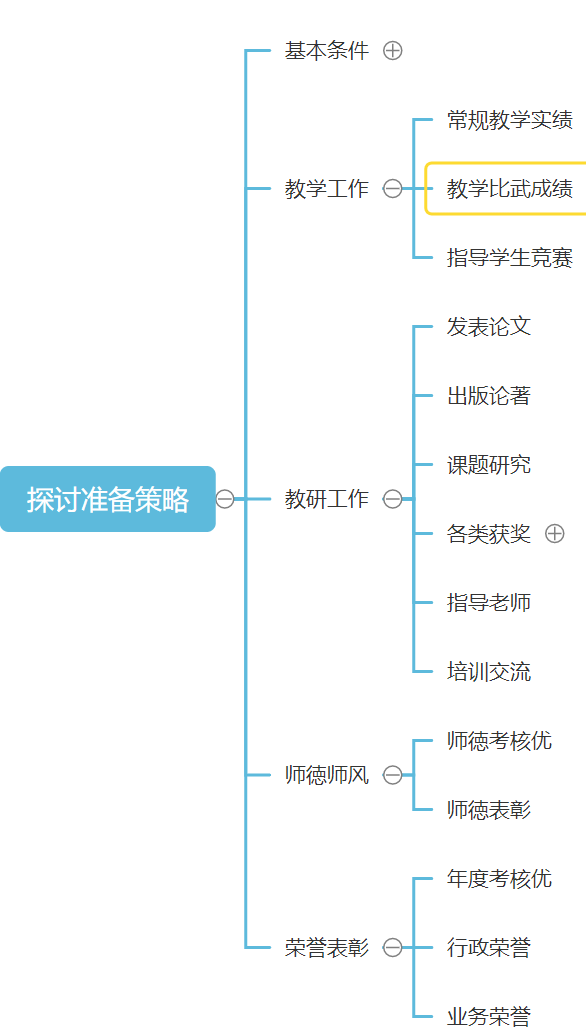 探讨准备策略
基本条件
教学工作
常规教学实绩
教学比武成绩
指导学生竞赛
教研工作
发表论文
出版论著
课题研究
各类获奖
指导老师
培训交流
师德师风
师德考核优
师德表彰
荣誉表彰
年度考核优
行政荣誉
业务荣誉